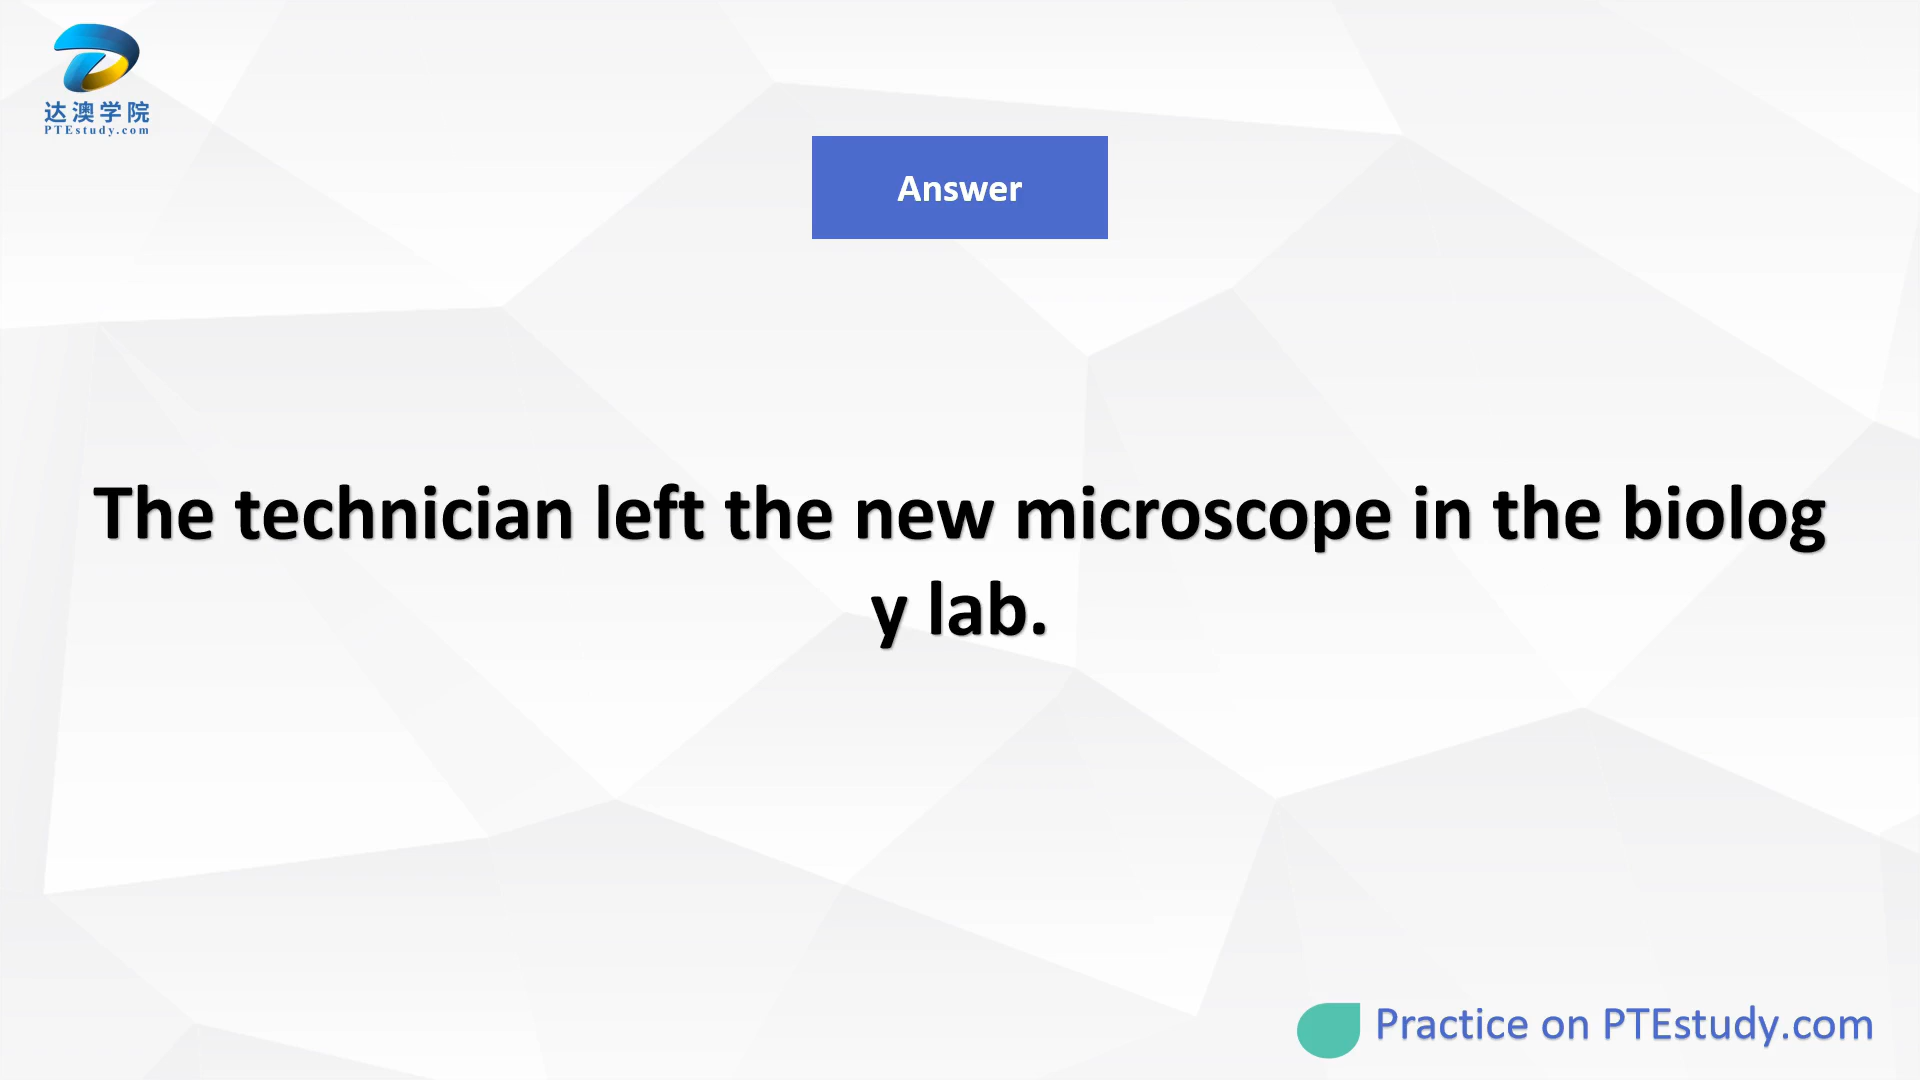 达澳学院
PTEstudy.com
Answer
The technician left the new microscope in the biolog
y lab.
Practice on PTEstudy.com